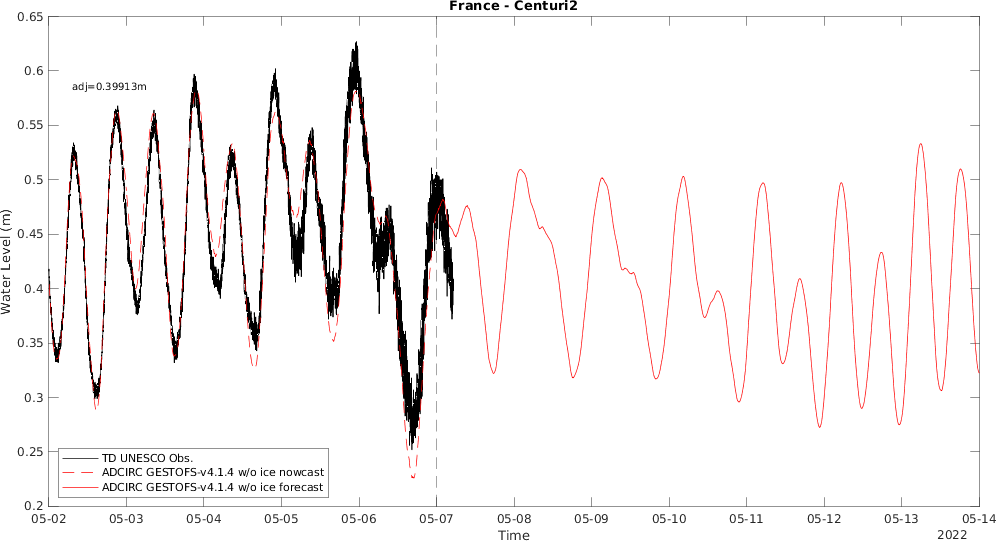 France - Centuri2
0.65
0.6
0.55
0.5
0.45
0.4
0.35
0.3
0.25
0.2
Water Level (m)
adj=0.39913m
TD UNESCO Obs.
ADCIRC GESTOFS-v4.1.4 w/o ice nowcast
ADCIRC GESTOFS-v4.1.4 w/o ice forecast
05-02 05-03 05-04 05-05 05-06 05-07 05-08 05-09 05-10 05-11 05-12 05-13 05-14
Time
2022